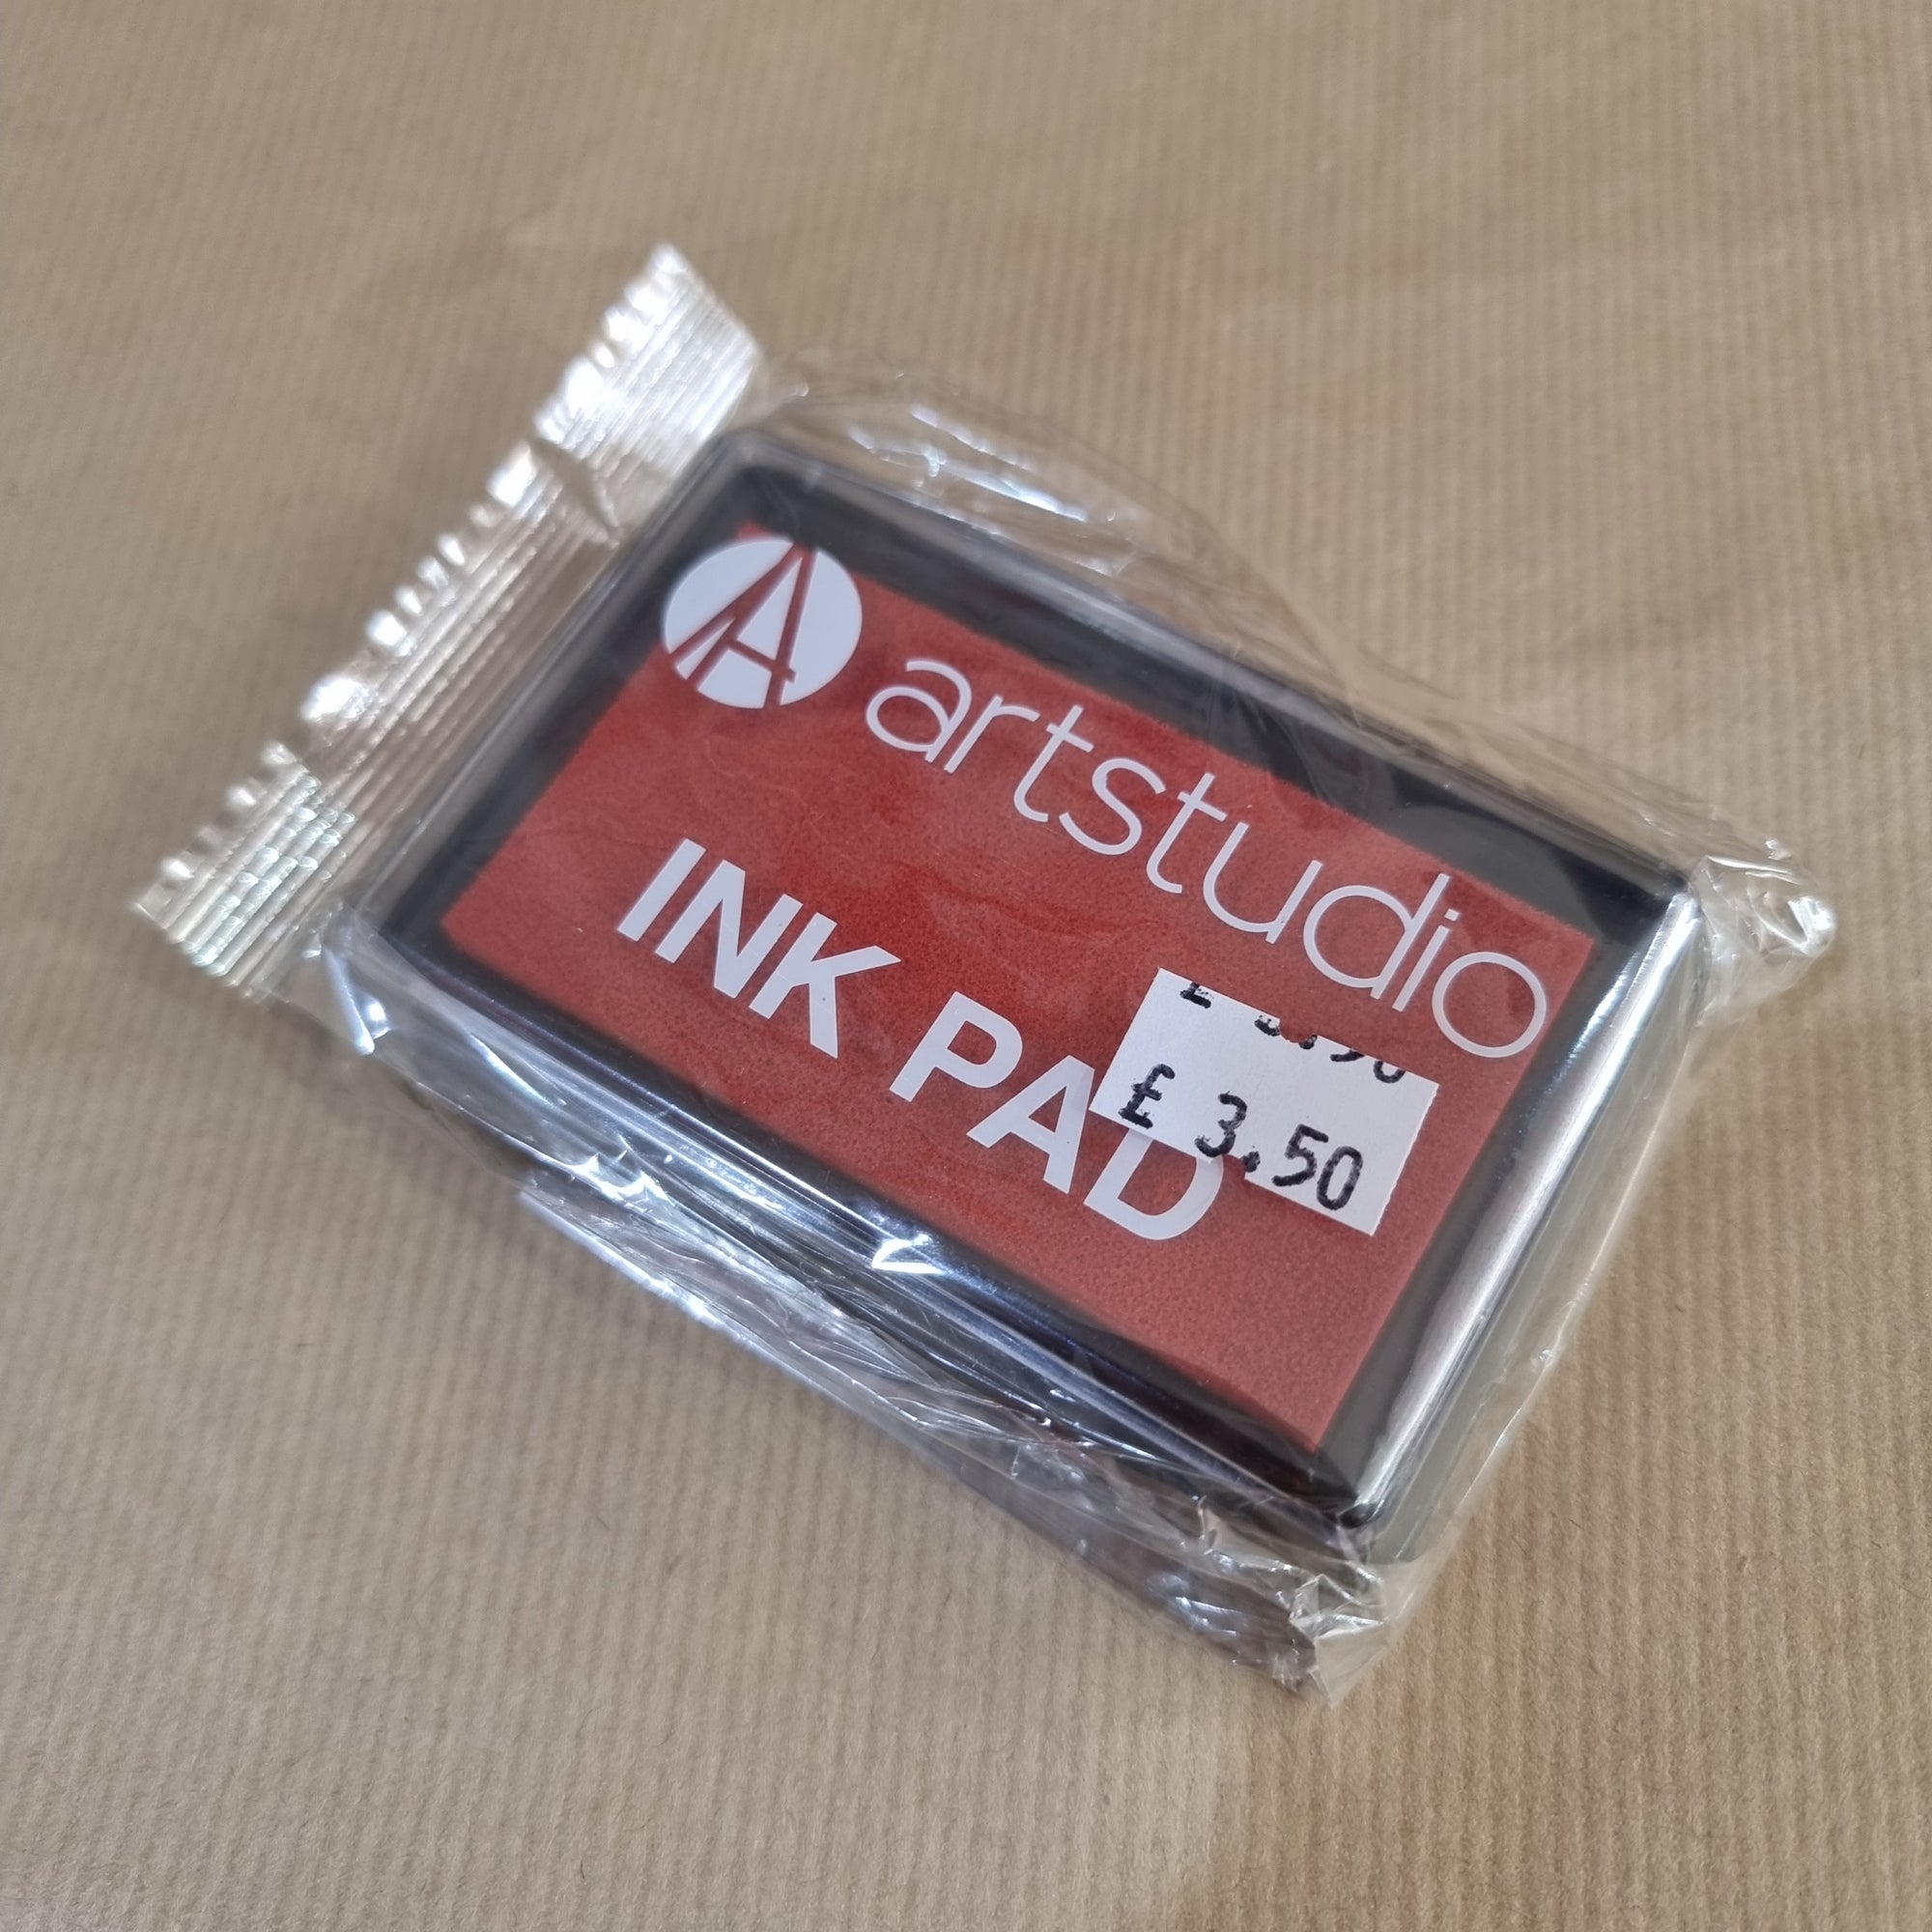 A artstudio
INK PAD
£ 3.50